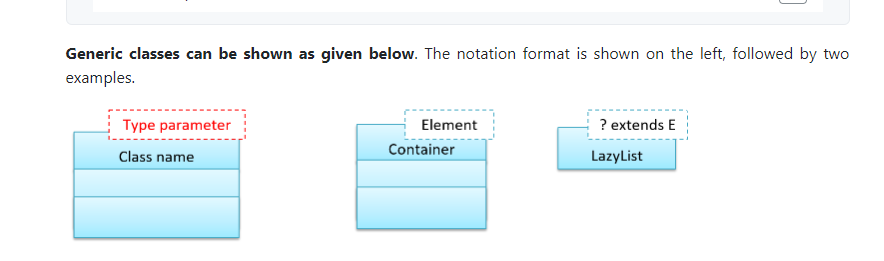 Generic classes can be shown as given below. The notation format is shown on the left, followed by two
examples.
Type parameter
Class name
Element
Container
? extends E
LazyList